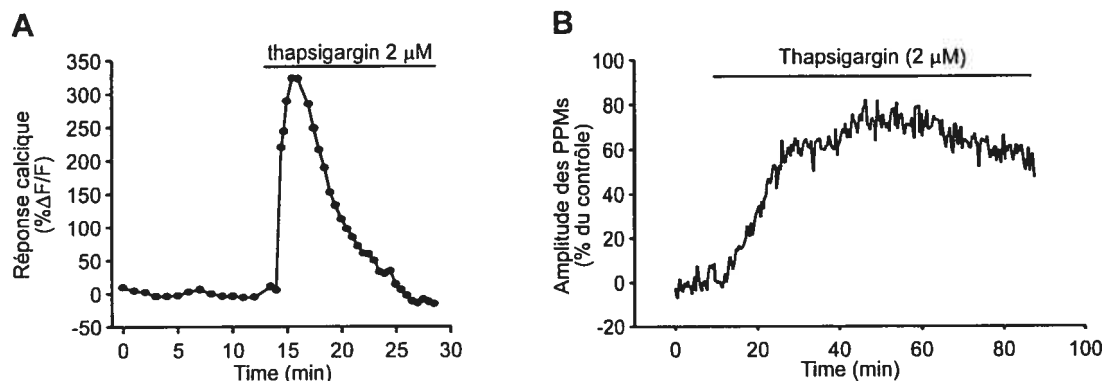 A
thapsigargin 2 µM
350
300
250
200
150
100
50
0
-50
Réponse calcique
(%ΔF/F)
0 5 10 15 20 25 30
Time (min)
B
Thapsigargin (2 µM)
100
80
60
40
20
0
-20
Amplitude des PPMs
(% du contrôle)
0 20 40 60 80 100
Time (min)